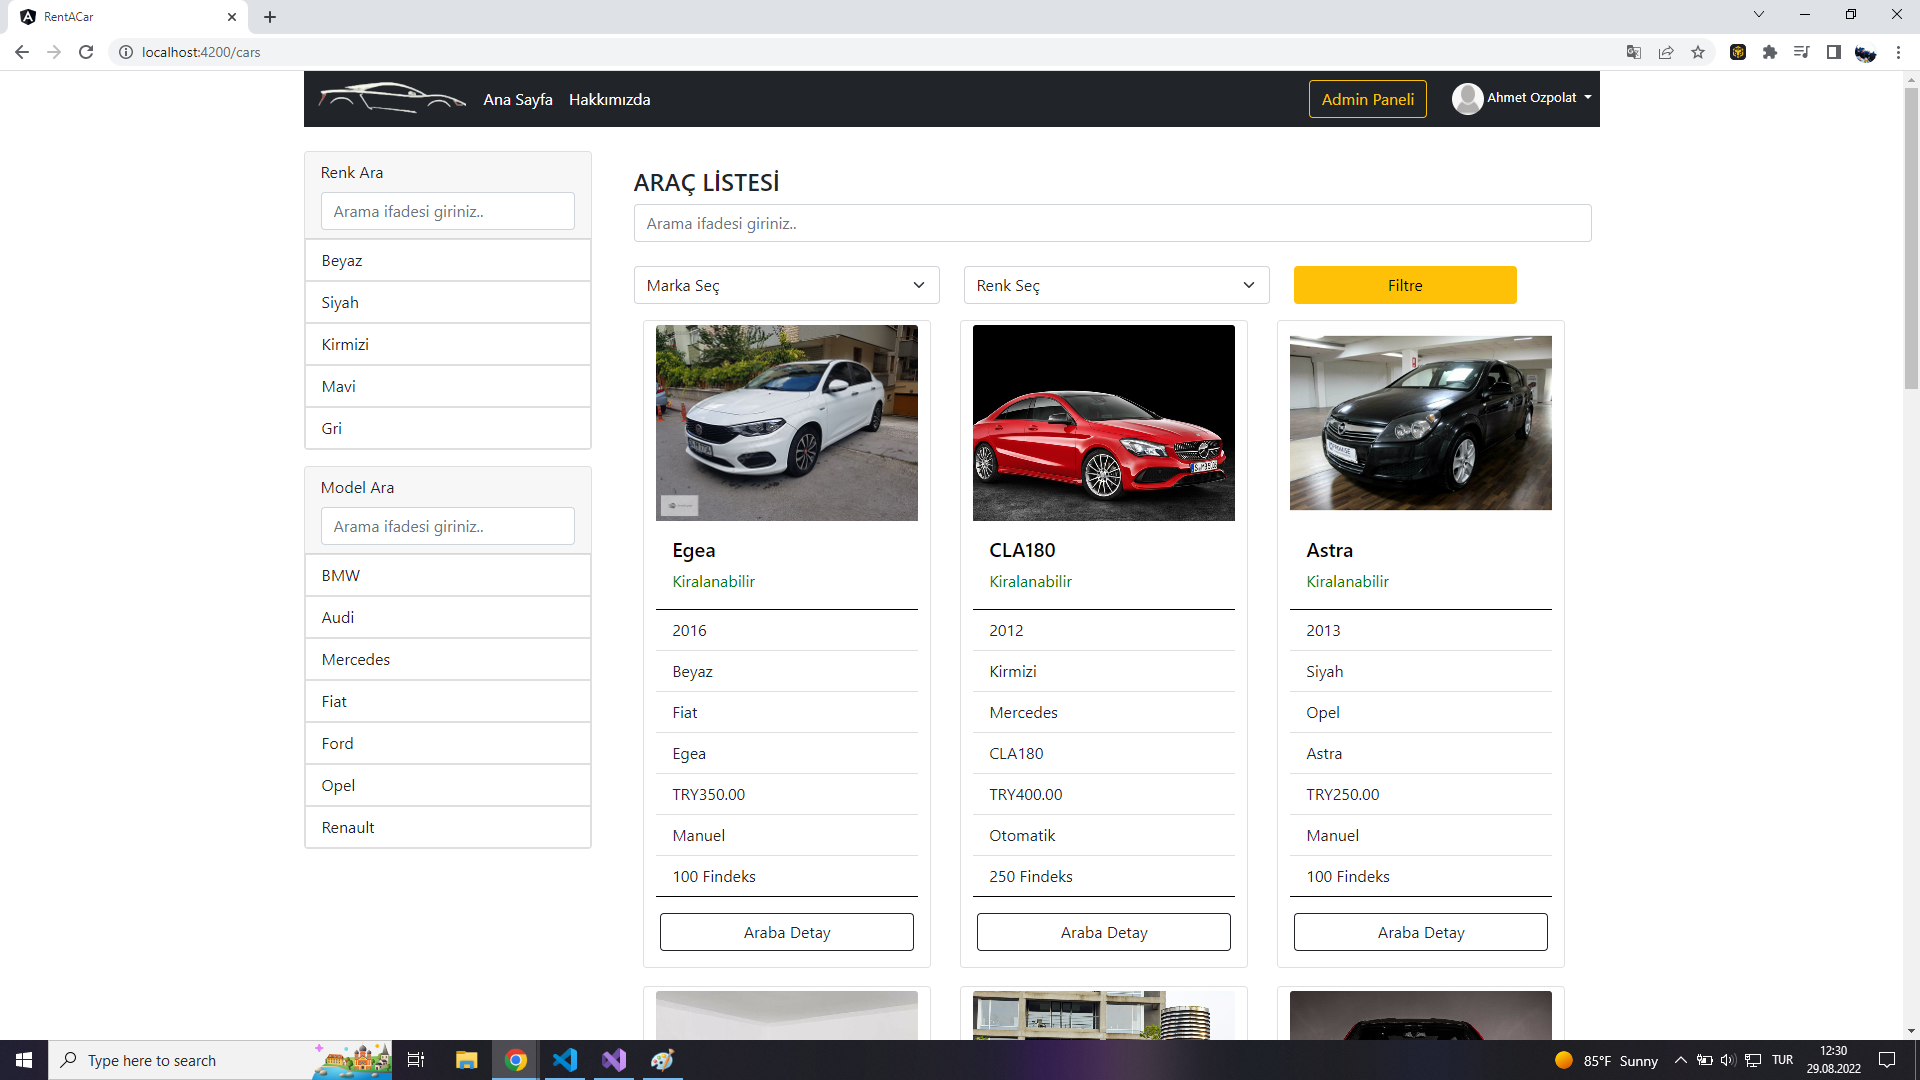 RentACar
localhost:4200/cars
Ana Sayfa
Hakkımızda
Admin Paneli
Ahmet Ozpolat
Renk Ara
Arama ifadesi giriniz..
Beyaz
Siyah
Kirmizi
Mavi
Gri
Model Ara
Arama ifadesi giriniz..
BMW
Audi
Mercedes
Fiat
Ford
Opel
Renault
ARAÇ LİSTESİ
Arama ifadesi giriniz..
Marka Seç
Renk Seç
Filtre
Egea
Kiralanabilir
2016
Beyaz
Fiat
Egea
TRY350.00
Manuel
100 Findeks
Araba Detay
CLA180
Kiralanabilir
2012
Kirmizi
Mercedes
CLA180
TRY400.00
Otomatik
250 Findeks
Araba Detay
Astra
Kiralanabilir
2013
Siyah
Opel
Astra
TRY250.00
Manuel
100 Findeks
Araba Detay
Type here to search
85°F Sunny
TUR
12:30
29.08.2022